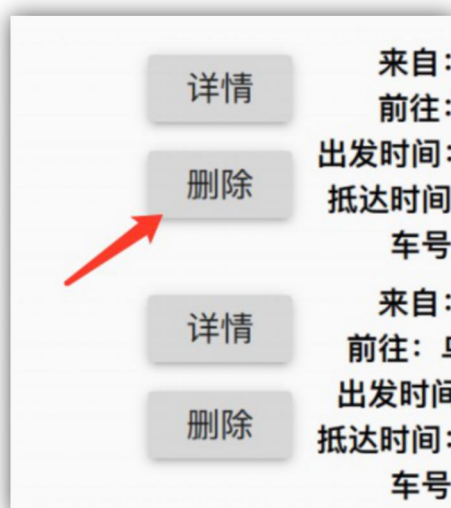 详情
来自：
前往：
出发时间：
删除
抵达时间
车号
来自：
详情
前往：
出发时间
删除
抵达时间：
车号